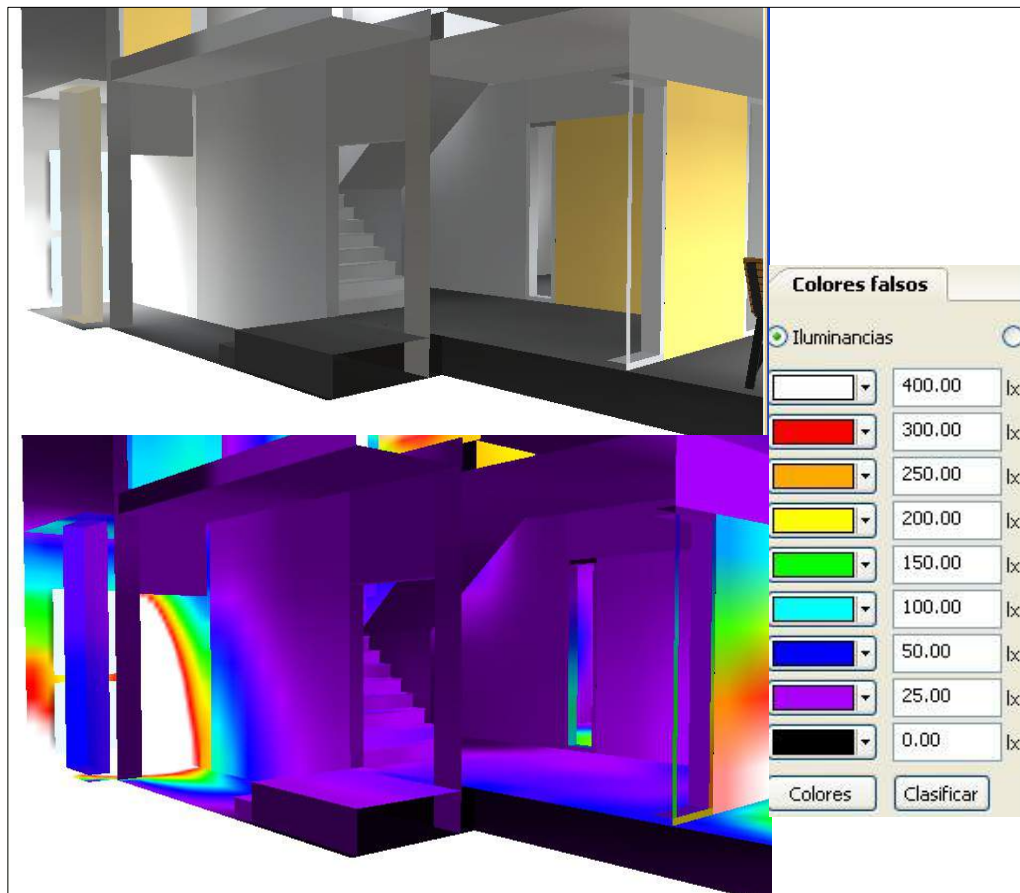 Colores falsos
Iluminancias
400.00 lx
300.00 lx
250.00 lx
200.00 lx
150.00 lx
100.00 lx
50.00 lx
25.00 lx
0.00 lx
Colores Clasificar